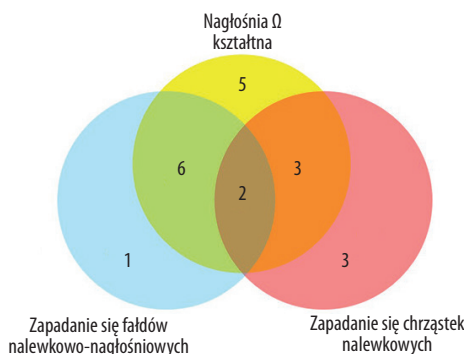 Nagłośnia Ω
kształtna
5
6
3
2
1
3
Zapadanie się fałdów
nalewkowo-nagłośniowych
Zapadanie się chrząstek
nalewkowych